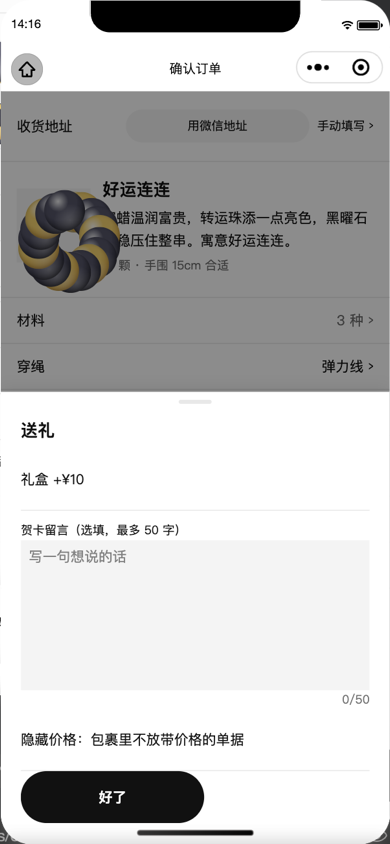 14:16
确认订单
收货地址
用微信地址
手动填写 >
好运连连
蜡温润富贵，转运珠添一点亮色，黑曜石
稳压住整串。寓意好运连连。
颗 · 手围 15cm 合适
材料
3 种 >
穿绳
弹力线 >
送礼
礼盒 +¥10
贺卡留言（选填，最多 50 字）
写一句想说的话
0/50
隐藏价格：包裹里不放带价格的单据
好了